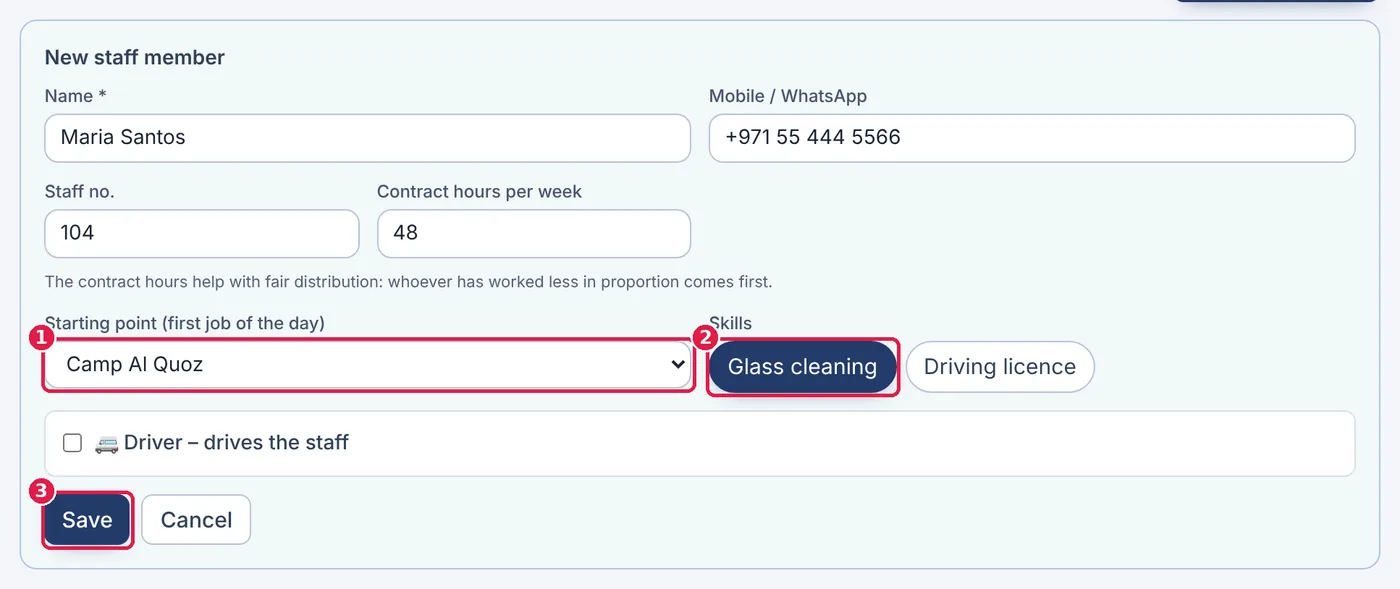 New staff member
Name *
Mobile / WhatsApp
Maria Santos
+971 55 444 5566
Staff no.
Contract hours per week
104
48
The contract hours help with fair distribution: whoever has worked less in proportion comes first.
Starting point (first job of the day)
Skills
1
2
Camp Al Quoz
Glass cleaning
Driving licence
Driver – drives the staff
3
Save
Cancel